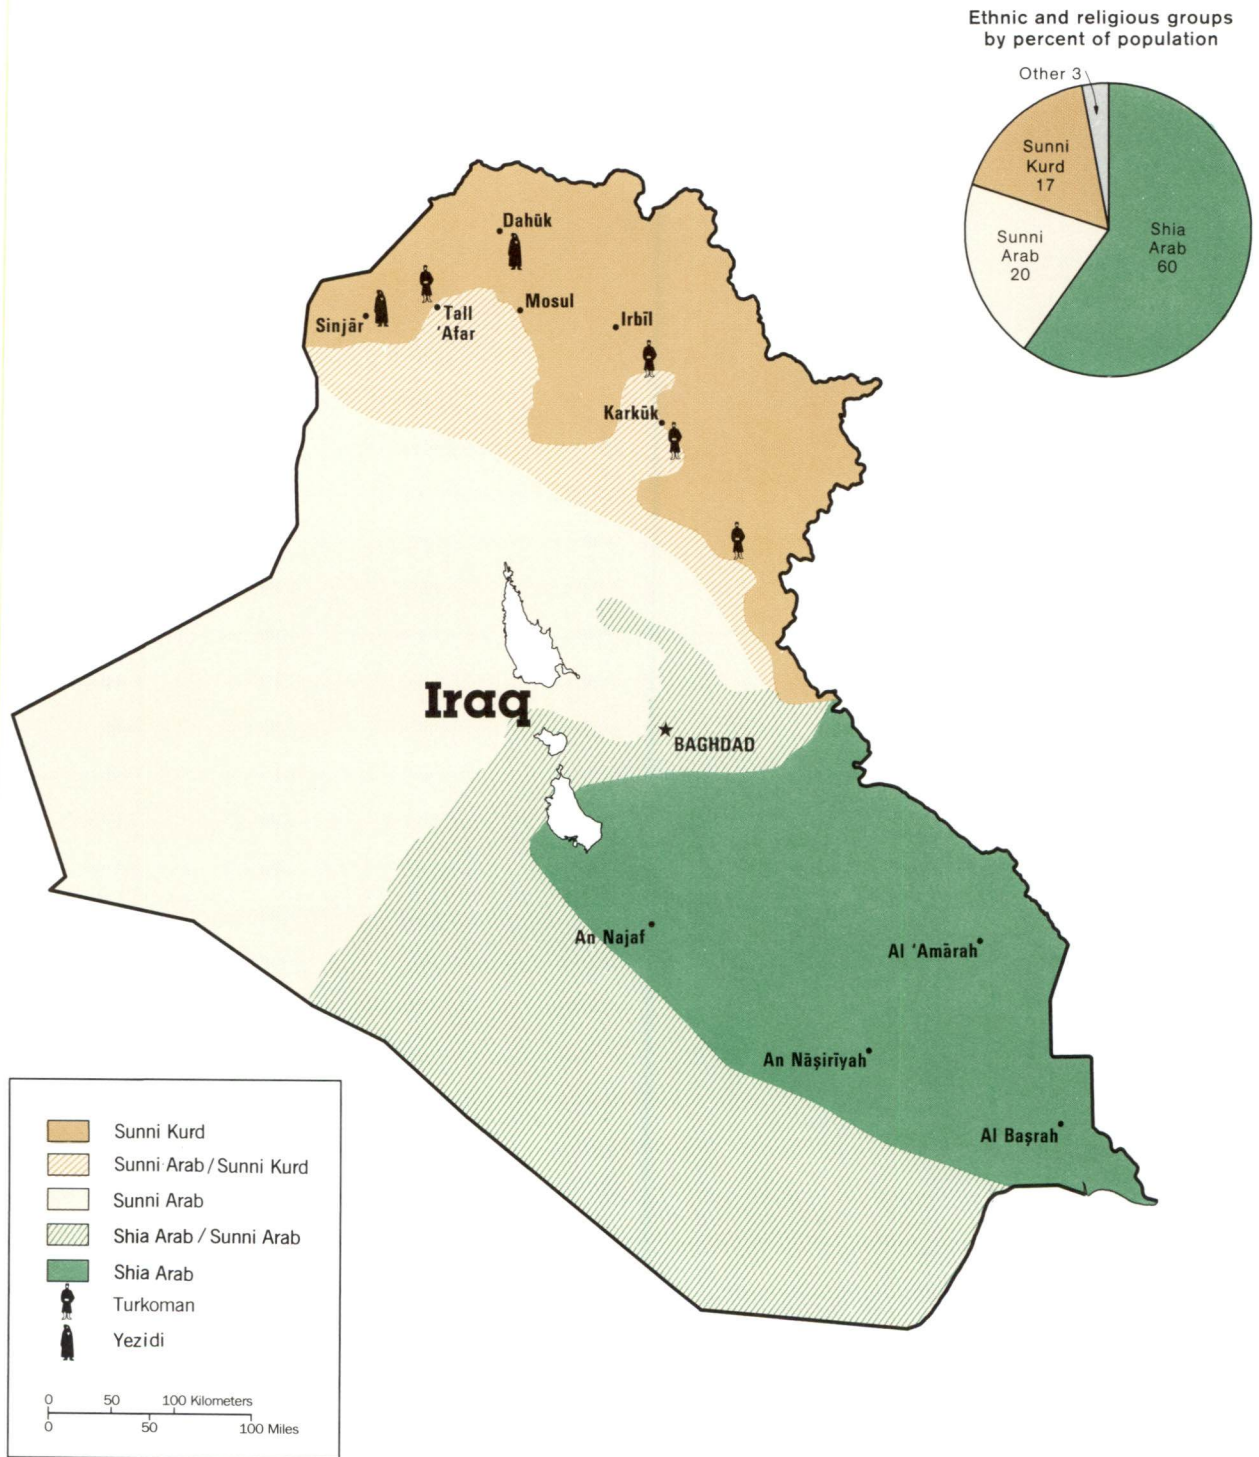 Ethnic and religious groups
by percent of population
Other 3
Sunni
Kurd
17
Sunni
Arab
20
Shia
Arab
60
Dahūk
Mosul
Sinjār
Tall
'Afar
Irbīl
Karkūk
Iraq
BAGHDAD
An Najaf
Al 'Amārah
An Nāşirīyah
Al Başrah
Sunni Kurd
Sunni Arab/Sunni Kurd
Sunni Arab
Shia Arab/Sunni Arab
Shia Arab
Turkoman
Yezidi
0 50 100 Kilometers
0 50 100 Miles